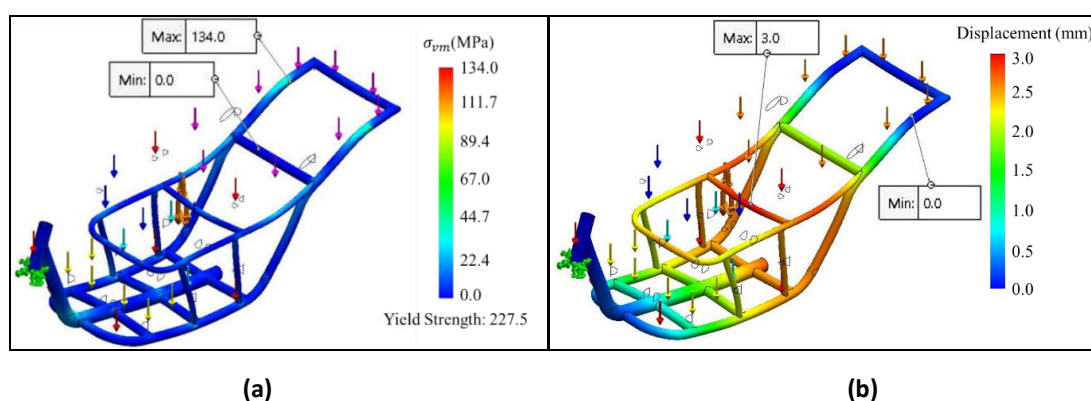 Max: 134.0
Min: 0.0
σvm(MPa)
134.0
111.7
89.4
67.0
44.7
22.4
0.0
Yield Strength: 227.5
(a)
Max: 3.0
Min: 0.0
Displacement (mm)
3.0
2.5
2.0
1.5
1.0
0.5
0.0
(b)